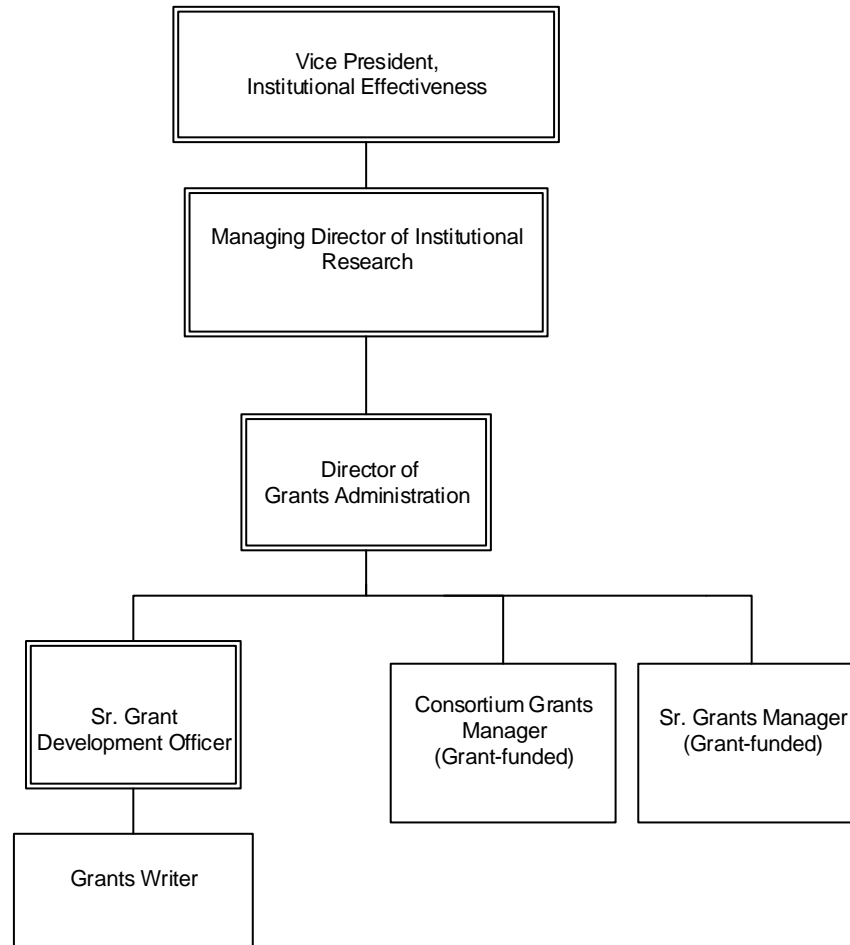 Vice President,
Institutional Effectiveness
Managing Director of Institutional
Research
Director of
Grants Administration
Sr. Grant
Development Officer
Consortium Grants
Manager
(Grant-funded)
Sr. Grants Manager
(Grant-funded)
Grants Writer